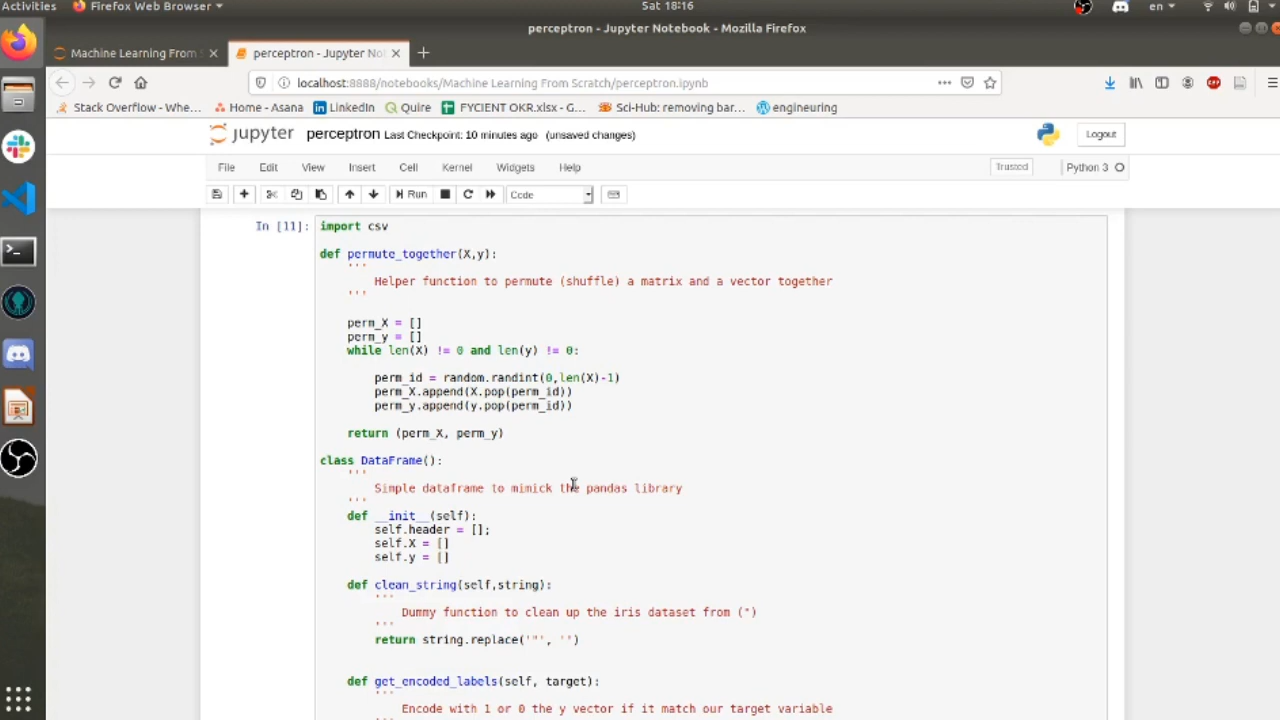 Activities Firefox Web Browser Sat 18:16 en
perceptron - Jupyter Notebook - Mozilla Firefox
Machine Learning From perceptron - Jupyter Not
localhost:8888/notebooks/Machine Learning From Scratch/perceptron.ipynb
Stack Overflow - Whe... Home - Asana LinkedIn Quire FYCIENT OKR.xlsx - G... Sci-Hub: removing bar... engineering
jupyter perceptron Last Checkpoint: 10 minutes ago (unsaved changes) Logout
File Edit View Insert Cell Kernel Widgets Help Trusted Python 3
Run Code
In [11]: import csv
def permute_together(X,y):
'''
Helper function to permute (shuffle) a matrix and a vector together
'''
perm_X = []
perm_y = []
while len(X) != 0 and len(y) != 0:
perm_id = random.randint(0,len(X)-1)
perm_X.append(X.pop(perm_id))
perm_y.append(y.pop(perm_id))
return (perm_X, perm_y)
class DataFrame():
'''
Simple dataframe to mimick the pandas library
'''
def __init__(self):
self.header = [];
self.X = []
self.y = []
def clean_string(self,string):
'''
Dummy function to clean up the iris dataset from (")
'''
return string.replace('"', '')
def get_encoded_labels(self, target):
'''
Encode with 1 or 0 the y vector if it match our target variable
'''